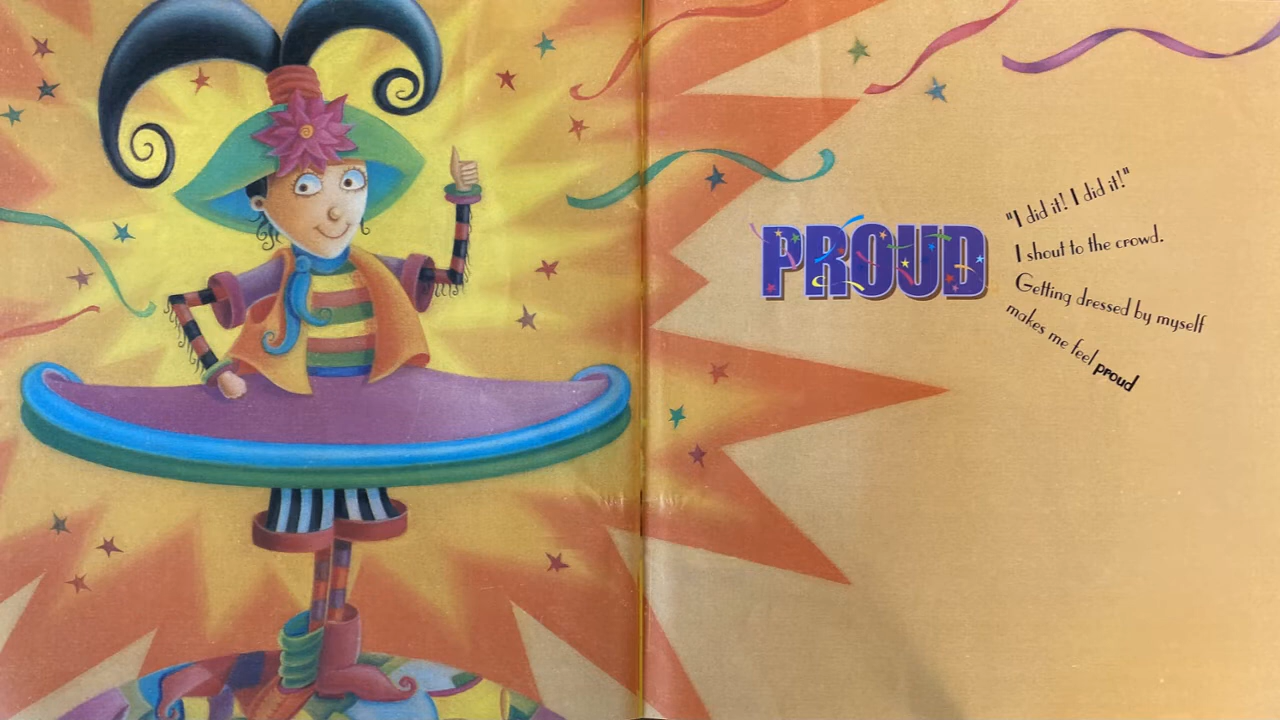 PROUD
"I did it! I did it!"
I shout to the crowd.
Getting dressed by myself
makes me feel proud